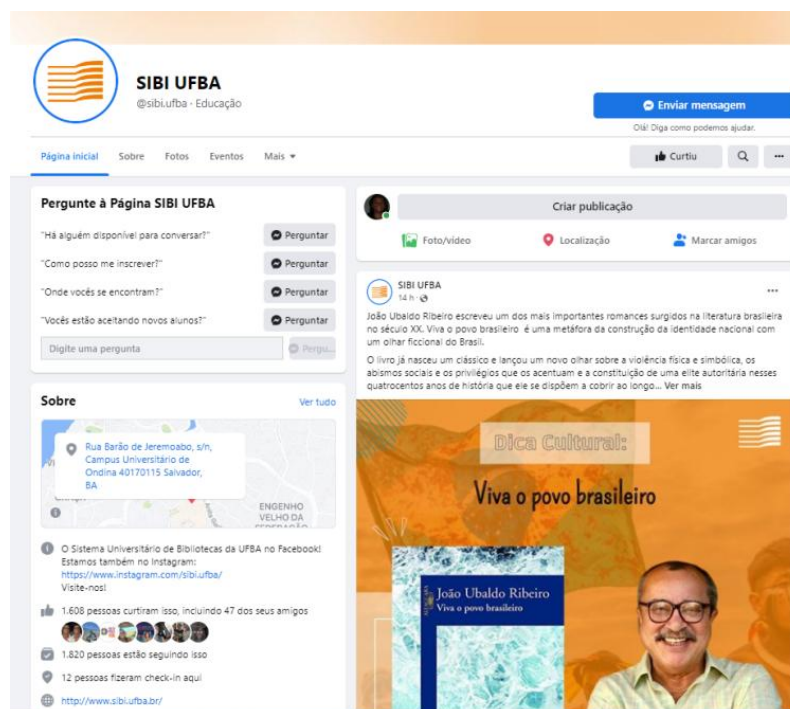 SIBI UFBA
@sibi.ufba · Educação
Enviar mensagem
Olá! Diga como podemos ajudar.
Página inicial
Sobre
Fotos
Eventos
Mais
Curtiu
Pergunte à Página SIBI UFBA
"Há alguém disponível para conversar?"
Perguntar
"Como posso me inscrever?"
Perguntar
"Onde vocês se encontram?"
Perguntar
"Vocês estão aceitando novos alunos?"
Perguntar
Digite uma pergunta
Pergu...
Sobre
Ver tudo
Rua Barão de Jeremoabo, s/n,
Campus Universitário de
Ondina 40170115 Salvador,
BA
ENGENHO
VELHO DA
FEDERAÇÃO
O Sistema Universitário de Bibliotecas da UFBA no Facebook!
Estamos também no Instagram:
https://www.instagram.com/sibi.ufba/
Visite-nos!
1.608 pessoas curtiram isso, incluindo 47 dos seus amigos
1.820 pessoas estão seguindo isso
12 pessoas fizeram check-in aqui
http://www.sibi.ufba.br/
Criar publicação
Foto/vídeo
Localização
Marcar amigos
SIBI UFBA
14 h ·
João Ubaldo Ribeiro escreveu um dos mais importantes romances surgidos na literatura brasileira
no século XX. Viva o povo brasileiro é uma metáfora da construção da identidade nacional com
um olhar ficcional do Brasil.
O livro já nasceu um clássico e lançou um novo olhar sobre a violência física e simbólica, os
abismos sociais e os privilégios que os acentuam e a constituição de uma elite autoritária nesses
quatrocentos anos de história que ele se dispõem a cobrir ao longo... Ver mais
Dica Cultural:
Viva o povo brasileiro
João Ubaldo Ribeiro
Viva o povo brasileiro